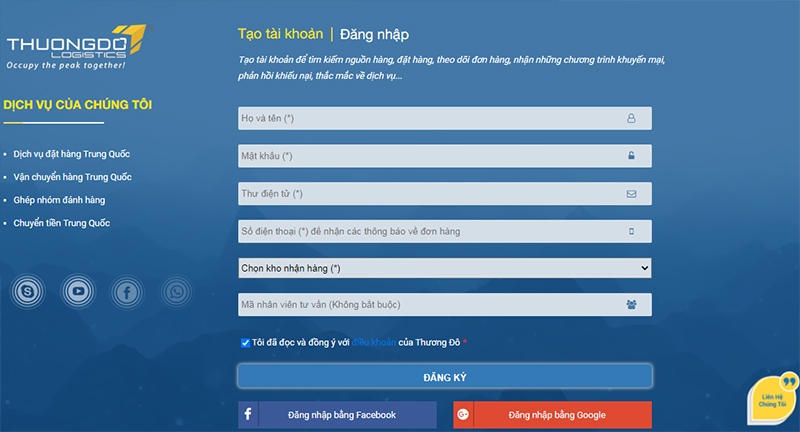 THUONGDO
LOGISTICS
Occupy the peak together!
DỊCH VỤ CỦA CHÚNG TÔI
Dịch vụ đặt hàng Trung Quốc
Vận chuyển hàng Trung Quốc
Ghép nhóm đánh hàng
Chuyển tiền Trung Quốc
Tạo tài khoản | Đăng nhập
Tạo tài khoản để tìm kiếm nguồn hàng, đặt hàng, theo dõi đơn hàng, nhận những chương trình khuyến mại,
phản hồi khiếu nại, thắc mắc về dịch vụ...
Họ và tên (*)
Mật khẩu (*)
Thư điện tử (*)
Số điện thoại (*) để nhận các thông báo về đơn hàng
Chọn kho nhận hàng (*)
Mã nhân viên tư vấn (Không bắt buộc)
Tôi đã đọc và đồng ý với điều khoản của Thương Đô *
ĐĂNG KÝ
Đăng nhập bằng Facebook
Đăng nhập bằng Google
Liên Hệ
Chúng Tôi